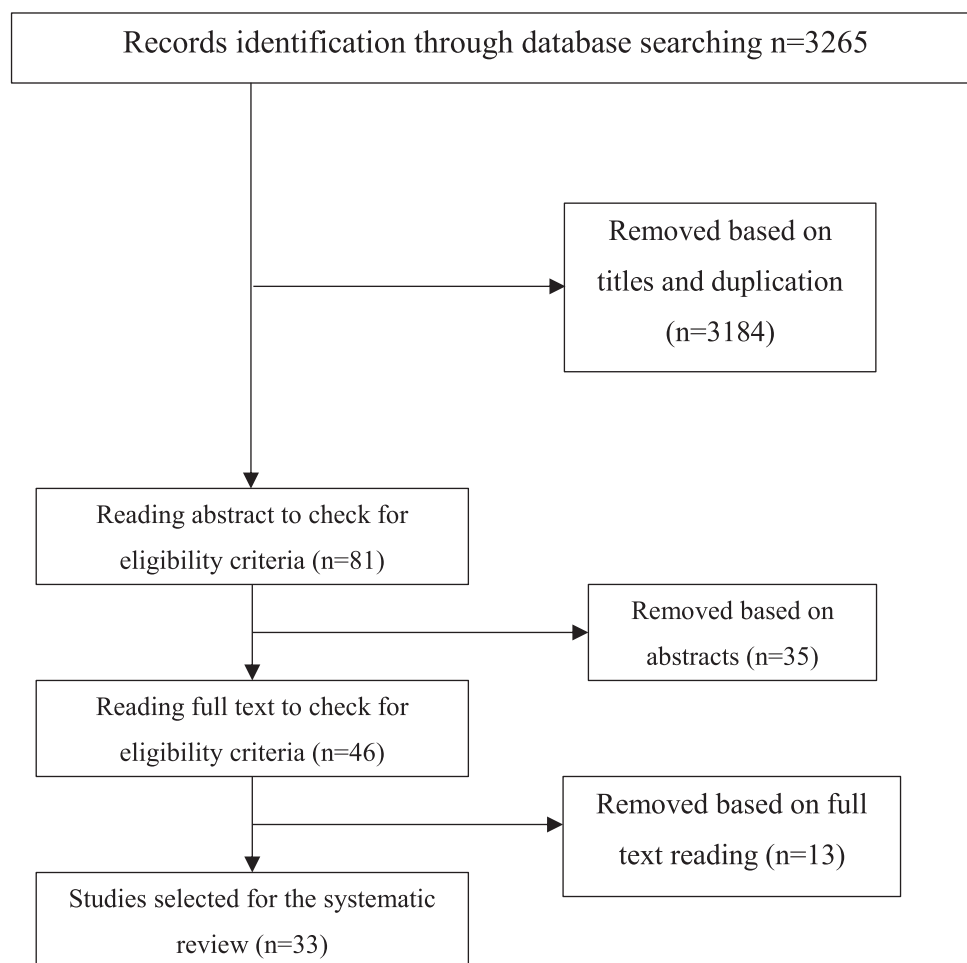 Records identification through database searching n=3265
Removed based on
titles and duplication
(n=3184)
Reading abstract to check for
eligibility criteria (n=81)
Removed based on
abstracts (n=35)
Reading full text to check for
eligibility criteria (n=46)
Removed based on full
text reading (n=13)
Studies selected for the systematic
review (n=33)